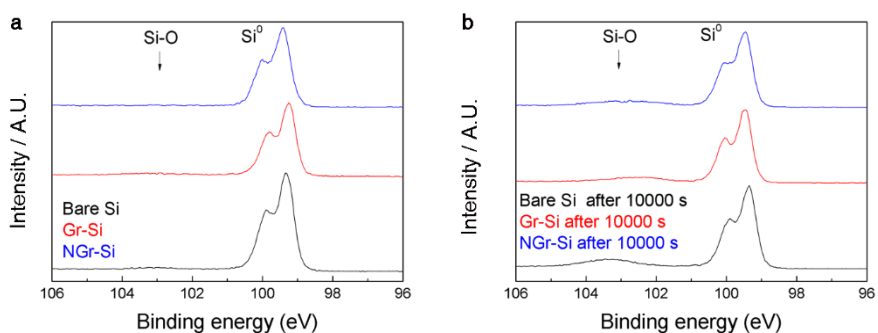 a
Si-O
Si⁰
Intensity / A.U.
Bare Si
Gr-Si
NGr-Si
106 104 102 100 98 96
Binding energy (eV)
b
Si-O
Si⁰
Intensity / A.U.
Bare Si after 10000 s
Gr-Si after 10000 s
NGr-Si after 10000 s
106 104 102 100 98 96
Binding energy (eV)